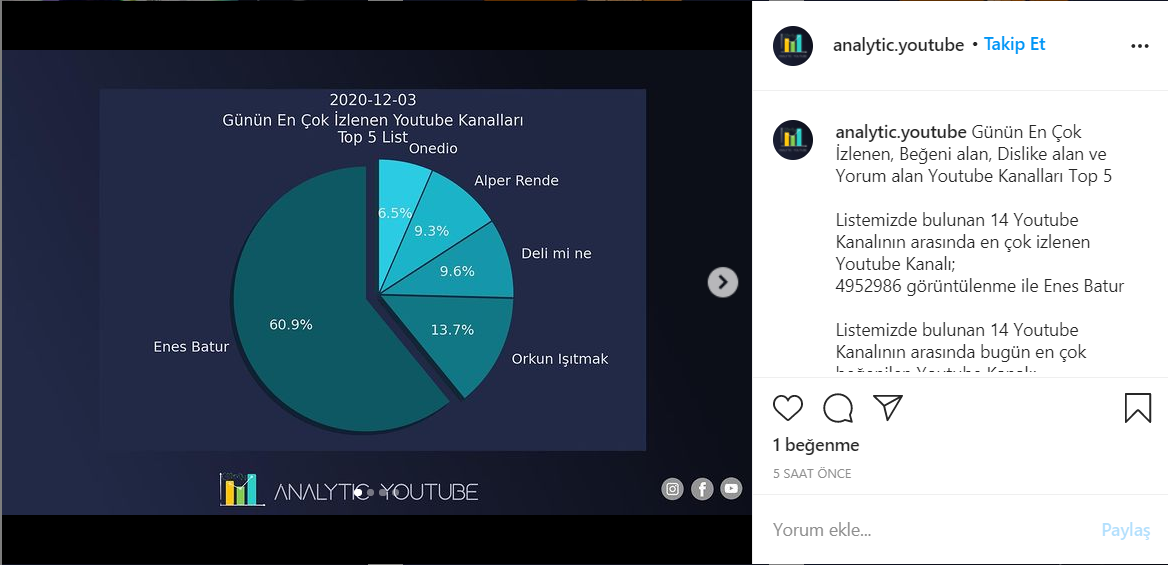 2020-12-03
Günün En Çok İzlenen Youtube Kanalları
Top 5 List
Onedio
Alper Rende
Deli mi ne
Orkun Işıtmak
Enes Batur
6.5%
9.3%
9.6%
13.7%
60.9%
ANALYTIC YOUTUBE
analytic.youtube • Takip Et
analytic.youtube Günün En Çok
İzlenen, Beğeni alan, Dislike alan ve
Yorum alan Youtube Kanalları Top 5
Listemizde bulunan 14 Youtube
Kanalının arasında en çok izlenen
Youtube Kanalı;
4952986 görüntülenme ile Enes Batur
Listemizde bulunan 14 Youtube
Kanalının arasında bugün en çok
beğenilen Youtube Kanalı;
1 beğenme
5 SAAT ÖNCE
Yorum ekle...
Paylaş